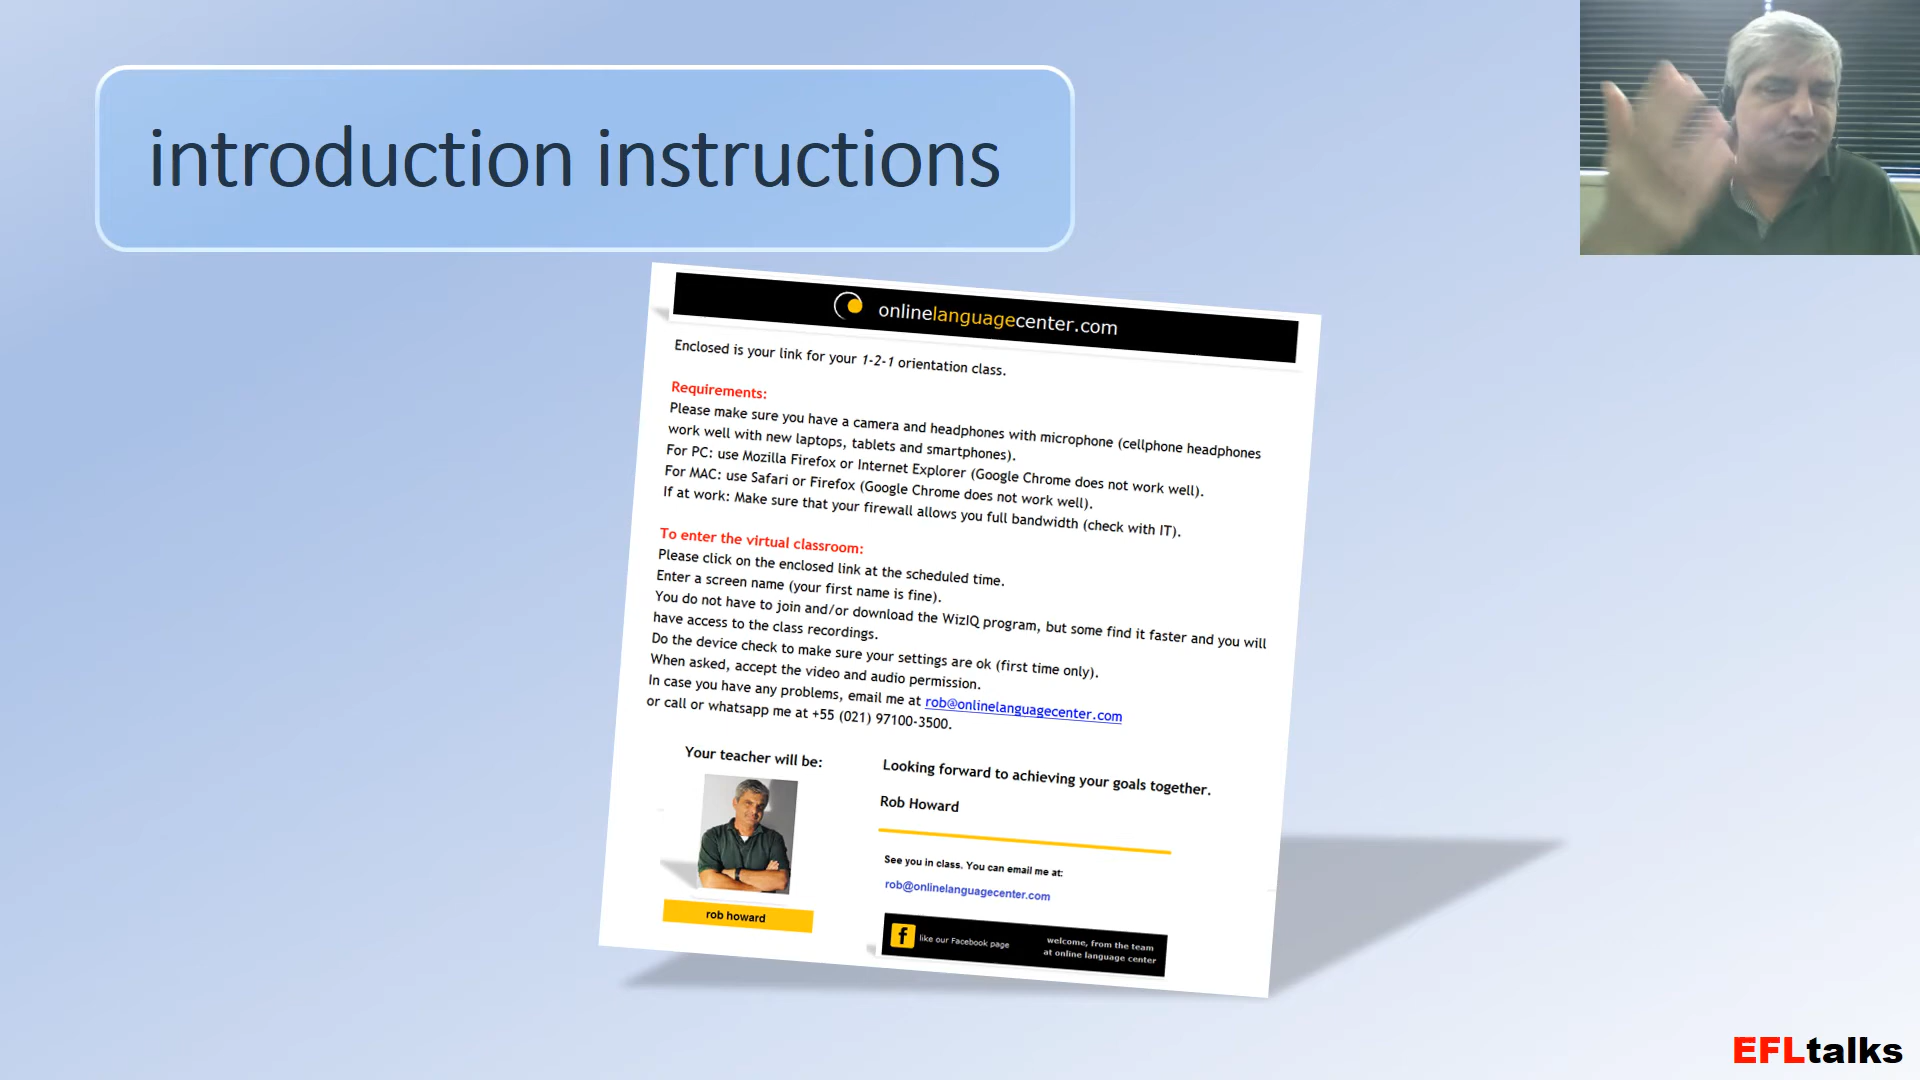 introduction instructions
onlinelanguagecenter.com
Enclosed is your link for your 1-2-1 orientation class.
Requirements:
Please make sure you have a camera and headphones with microphone (cellphone headphones
work well with new laptops, tablets and smartphones).
For PC: use Mozilla Firefox or Internet Explorer (Google Chrome does not work well).
For MAC: use Safari or Firefox (Google Chrome does not work well).
If at work: Make sure that your firewall allows you full bandwidth (check with IT).
To enter the virtual classroom:
Please click on the enclosed link at the scheduled time.
Enter a screen name (your first name is fine).
You do not have to join and/or download the WizIQ program, but some find it faster and you will
have access to the class recordings.
Do the device check to make sure your settings are ok (first time only).
When asked, accept the video and audio permission.
In case you have any problems, email me at rob@onlinelanguagecenter.com
or call or whatsapp me at +55 (021) 97100-3500.
Your teacher will be:
rob howard
Looking forward to achieving your goals together.
Rob Howard
See you in class. You can email me at:
rob@onlinelanguagecenter.com
f like our Facebook page
welcome, from the team
at online language center
EFLtalks